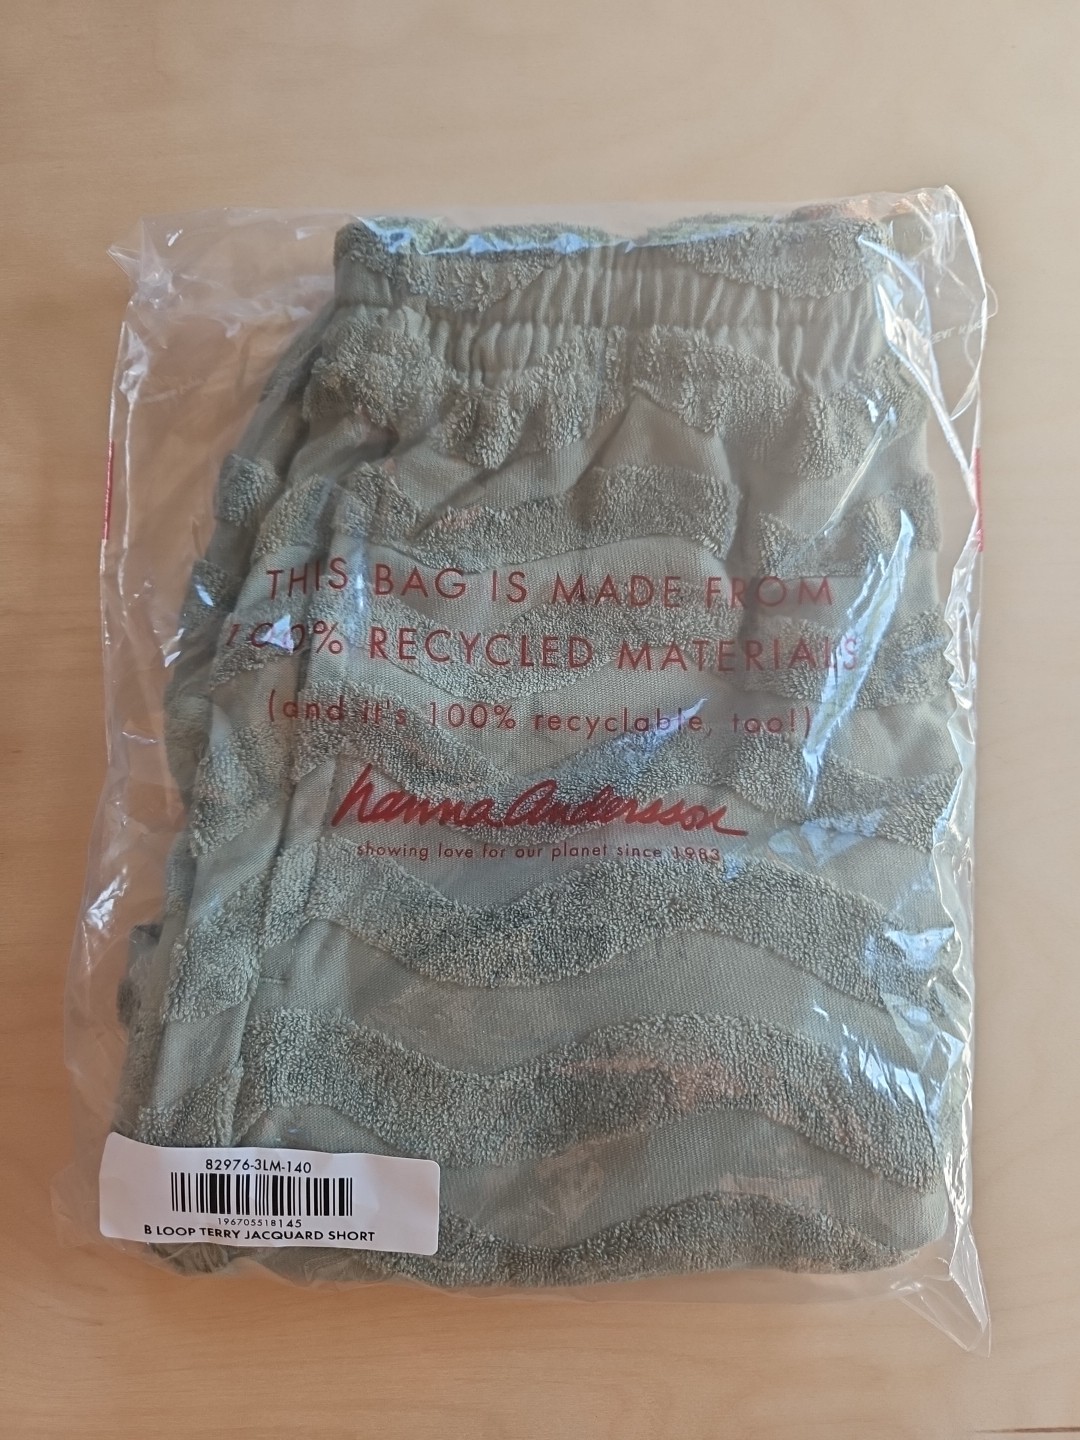 THIS BAG IS MADE FROM
100% RECYCLED MATERIALS
(and it's 100% recyclable, too!)
hanna andersson
showing love for our planet since 1983
82976-3LM-140
196705518145
B LOOP TERRY JACQUARD SHORT